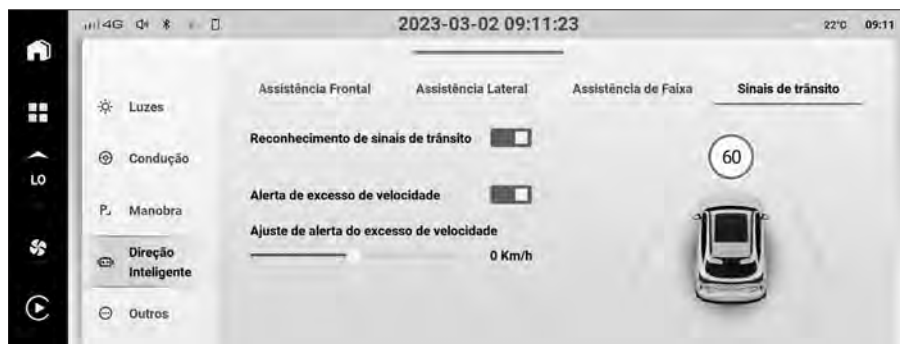 4G 2023-03-02 09:11:23 22°C 09:11
Assistência Frontal Assistência Lateral Assistência de Faixa Sinais de trânsito
Luzes
Condução
Manobra
Direção
Inteligente
Outros
LO
Reconhecimento de sinais de trânsito
Alerta de excesso de velocidade
Ajuste de alerta do excesso de velocidade
0 Km/h
60